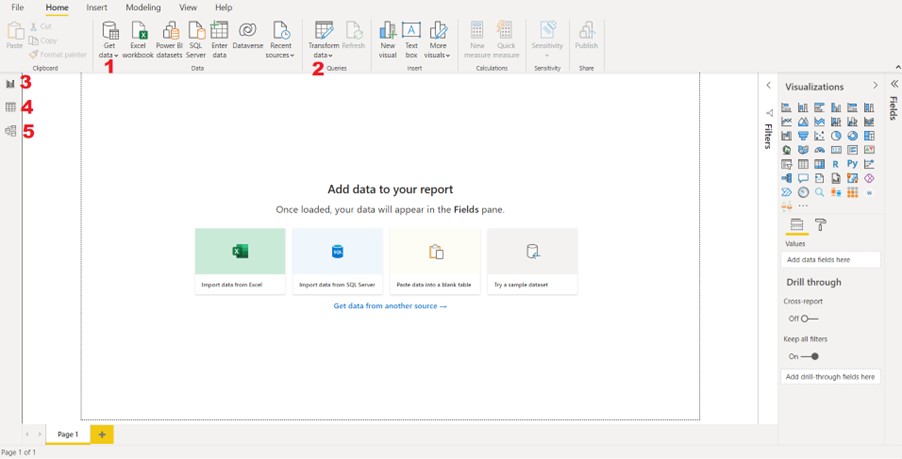 File Home Insert Modeling View Help
Paste Cut Copy Format painter
Clipboard
Get data Excel workbook Power BI datasets SQL Server Enter data Dataverse Recent sources
Data
Transform data Refresh
Queries
New visual Text box More visuals
Insert
New measure Quick measure
Calculations
Sensitivity
Sensitivity
Publish
Share
1
2
3
4
5
Add data to your report
Once loaded, your data will appear in the Fields pane.
Import data from Excel
Import data from SQL Server
Paste data into a blank table
Try a sample dataset
Get data from another source →
Filters
Visualizations
R Py
Values
Add data fields here
Drill through
Cross-report
Off
Keep all filters
On
Add drill-through fields here
Fields
Page 1
Page 1 of 1